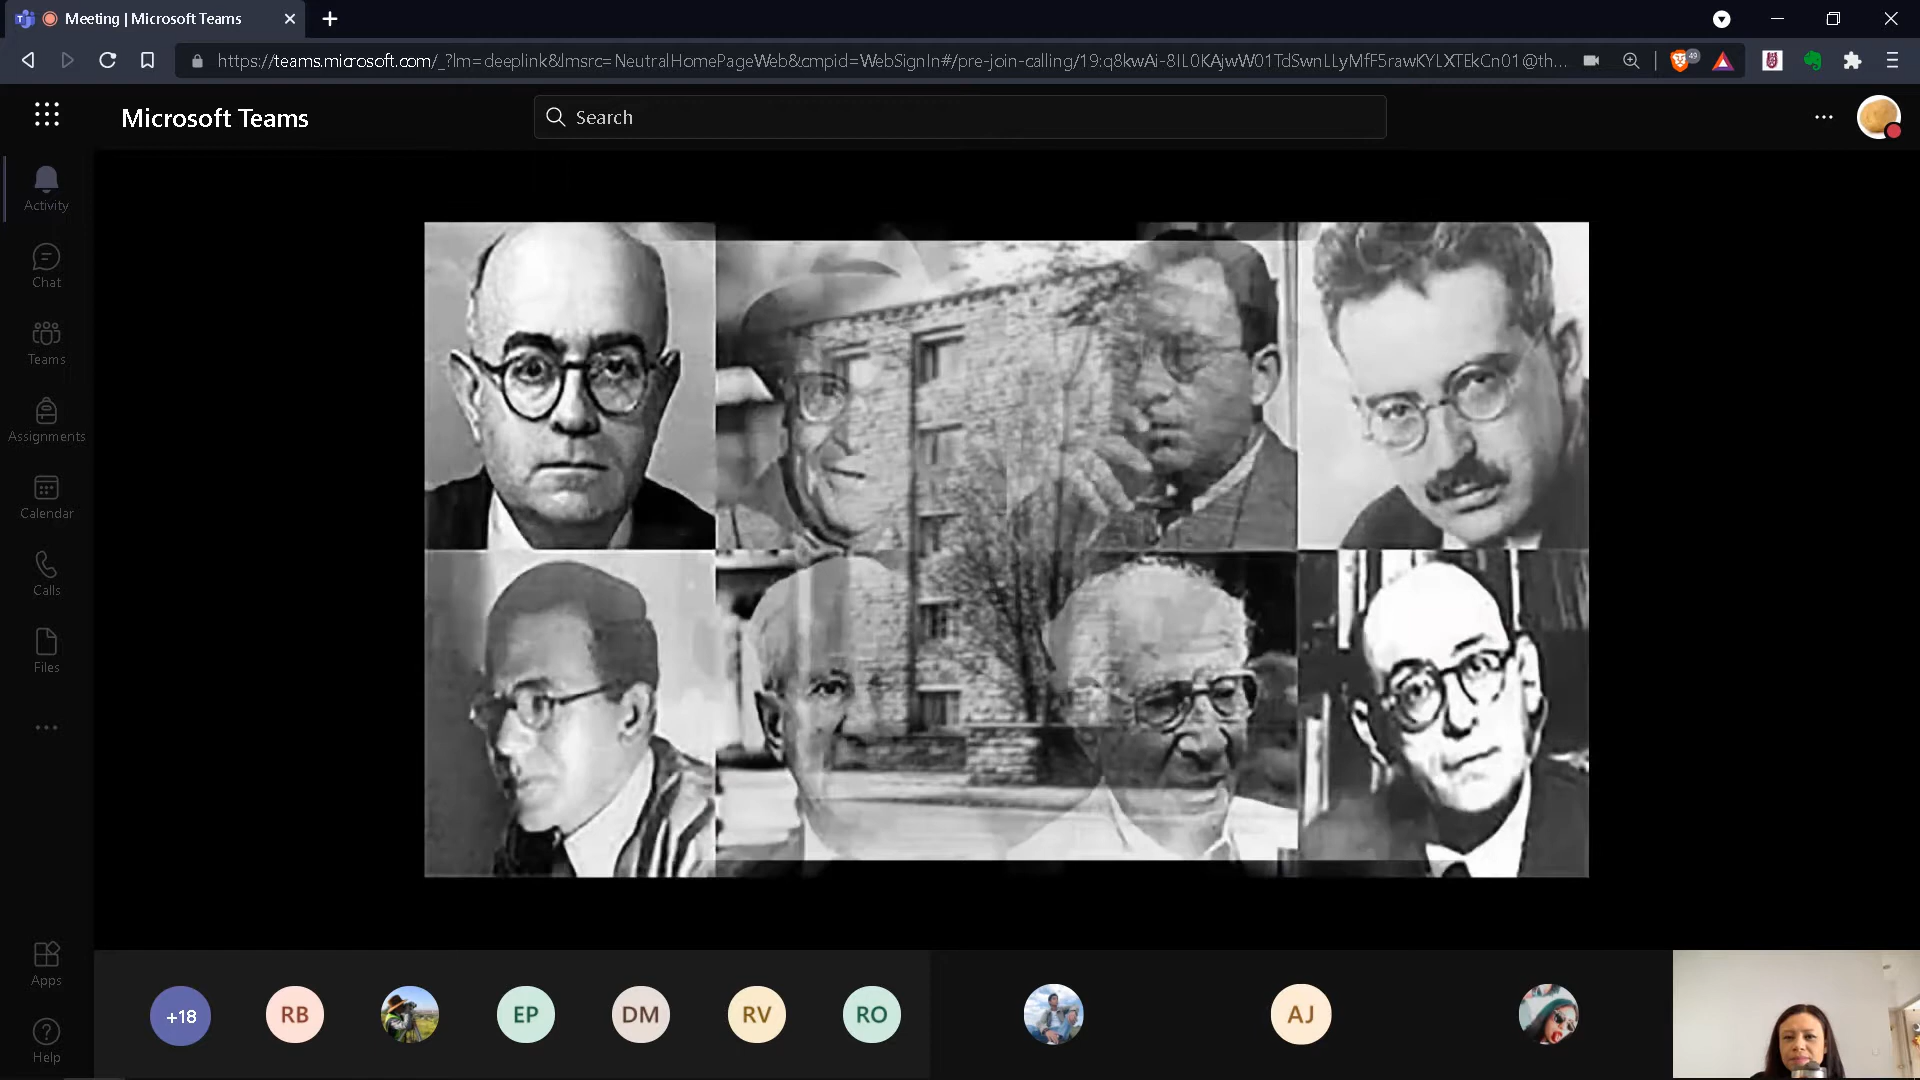 Meeting | Microsoft Teams
https://teams.microsoft.com/_?lm=deeplink&lmsrc=NeutralHomePageWeb&cmpid=WebSignIn#/pre-join-calling/19:q8kwAi-8IL0KAjwW01TdSwnLLyMfF5rawKYLXTEkCn01@th...
49
Microsoft Teams
Search
Activity
Chat
Teams
Assignments
Calendar
Calls
Files
Apps
Help
+18
RB
EP
DM
RV
RO
AJ